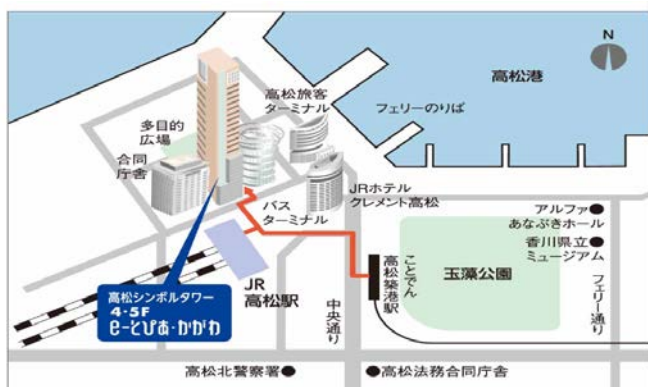 N
高松港
高松旅客
ターミナル
フェリーのりば
多目的
広場
合同
庁舎
JRホテル
クレメント高松
バス
ターミナル
アルファ
あなぶきホール
香川県立
ミュージアム
玉藻公園
ことでん
高松築港駅
JR
高松駅
中央通り
フェリー通り
高松シンボルタワー
4-5F
e-とぴあ・かがわ
高松北警察署
高松法務合同庁舎